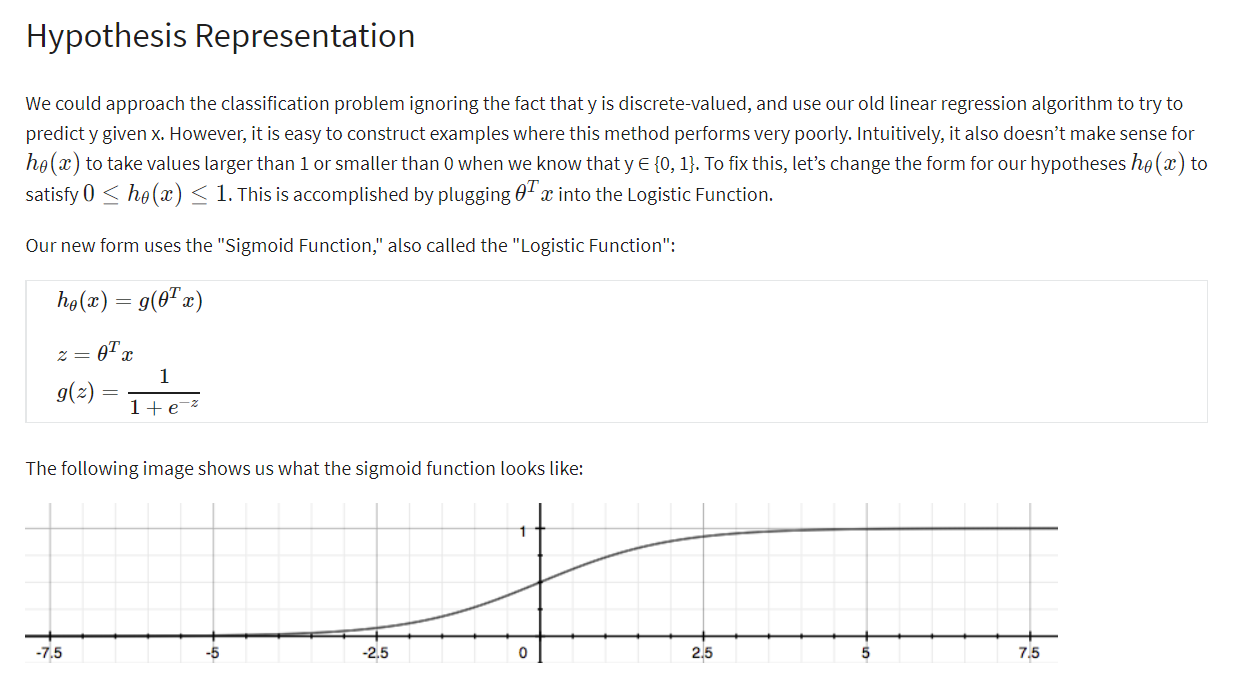 Hypothesis Representation
We could approach the classification problem ignoring the fact that y is discrete-valued, and use our old linear regression algorithm to try to
predict y given x. However, it is easy to construct examples where this method performs very poorly. Intuitively, it also doesn’t make sense for
hθ(x) to take values larger than 1 or smaller than 0 when we know that y ∈ {0, 1}. To fix this, let’s change the form for our hypotheses hθ(x) to
satisfy 0 ≤ hθ(x) ≤ 1. This is accomplished by plugging θ^T x into the Logistic Function.
Our new form uses the "Sigmoid Function," also called the "Logistic Function":
hθ(x) = g(θ^T x)
z = θ^T x
g(z) = 1 / (1 + e^−z)
The following image shows us what the sigmoid function looks like:
1
-7.5 -5 -2.5 0 2.5 5 7.5